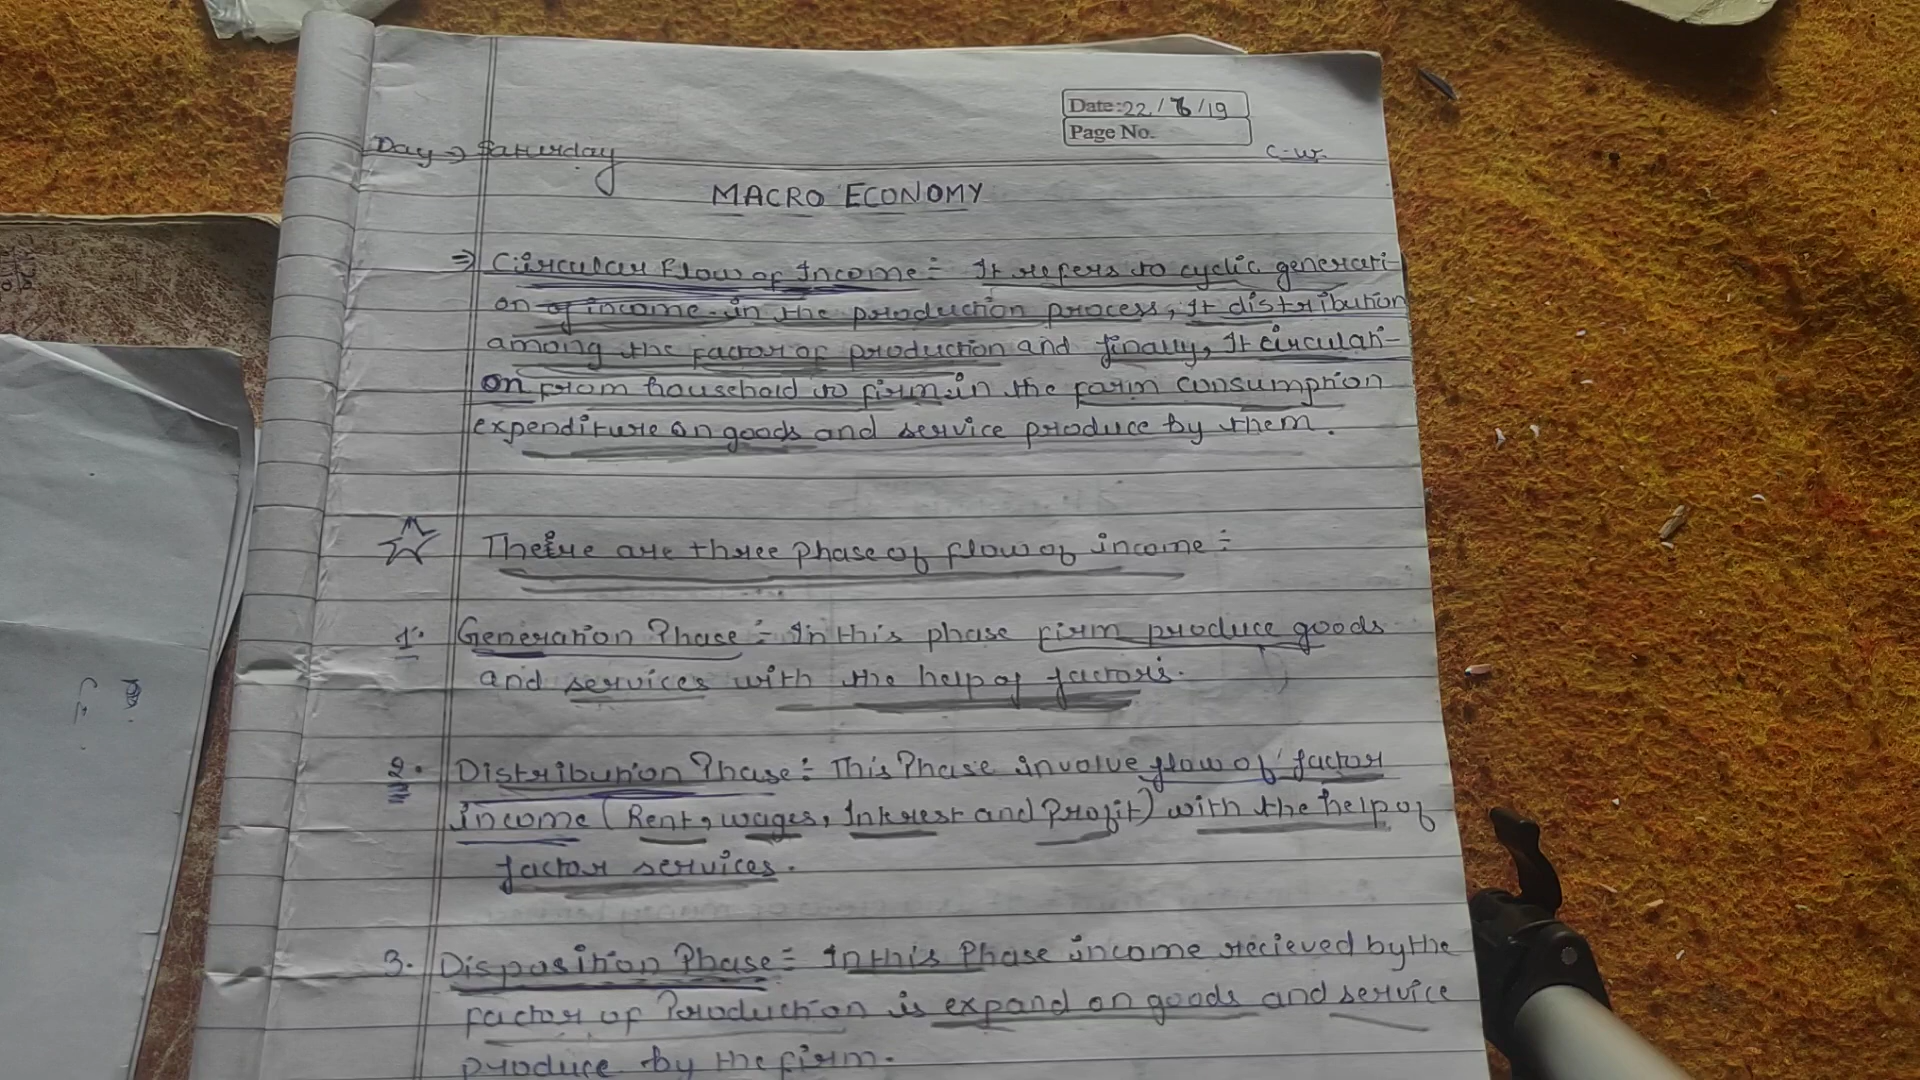 Date: 22/6/19
Page No.
Day → Saturday
C-W.
MACRO ECONOMY
⇒ Circular Flow of Income:- It refers to cyclic generati-
on of income in the production process, It distribution
among the factor of production and finally, It circulati-
on from household to firm in the form consumption
expenditure on goods and service produce by them.
☆ There are three phase of flow of income:-
1. Generation Phase:- In this phase firm produce goods
and services with the help of factors.
2. Distribution Phase:- This Phase involve flow of factor
income (Rent, wages, Interest and Profit) with the help of
factor services.
3. Disposition Phase:- In this Phase income recieved by the
factor of Production is expand on goods and service
produce by the firm.